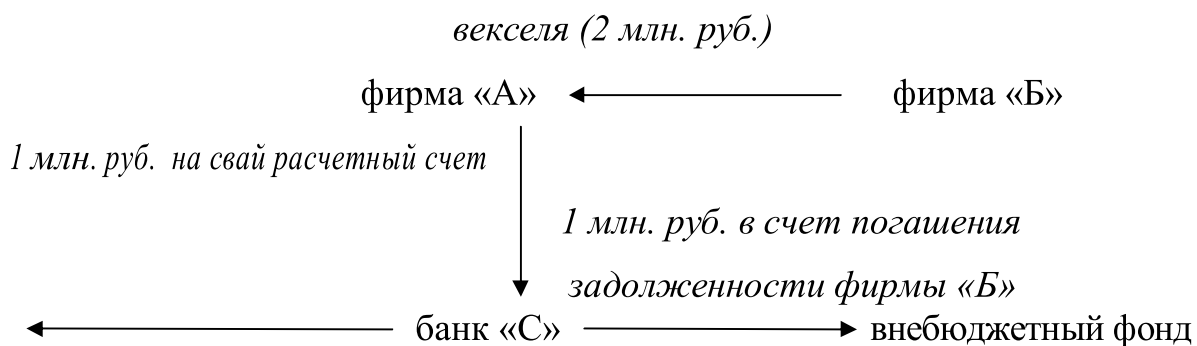 векселя (2 млн. руб.)
фирма «А» фирма «Б»
1 млн. руб. на свай расчетный счет
1 млн. руб. в счет погашения
задолженности фирмы «Б»
банк «С» внебюджетный фонд